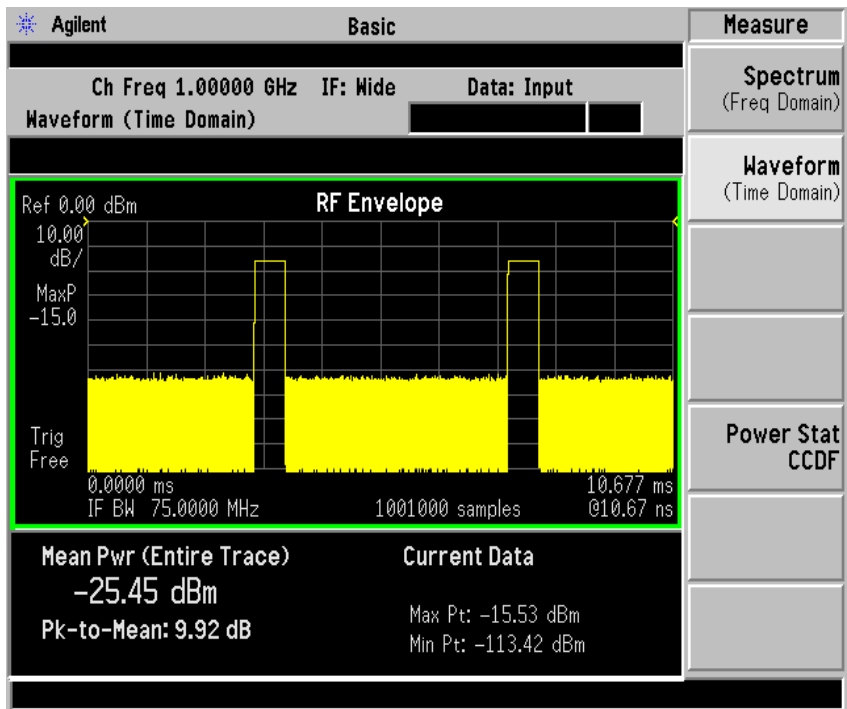 Agilent Basic Measure
Ch Freq 1.00000 GHz IF: Wide Data: Input
Waveform (Time Domain)
Spectrum
(Freq Domain)
Waveform
(Time Domain)
Ref 0.00 dBm RF Envelope
10.00
dB/
MaxP
-15.0
Trig
Free
0.0000 ms 10.677 ms
IF BW 75.0000 MHz 1001000 samples @10.67 ns
Power Stat
CCDF
Mean Pwr (Entire Trace) Current Data
-25.45 dBm
Pk-to-Mean: 9.92 dB
Max Pt: -15.53 dBm
Min Pt: -113.42 dBm